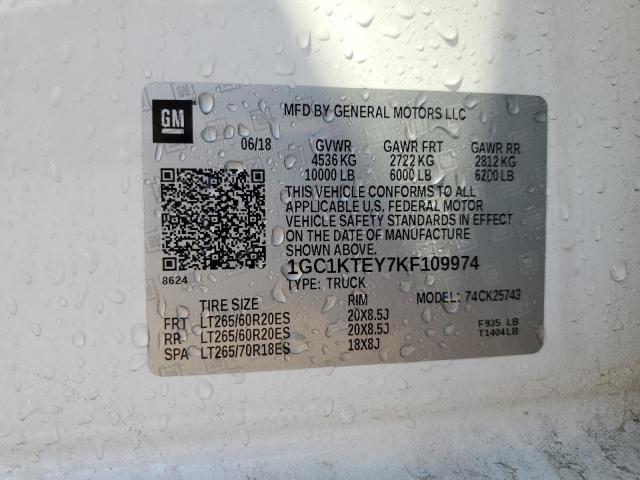 GM
MFD BY GENERAL MOTORS LLC
06/18 GVWR GAWR FRT GAWR RR
4536 KG 2722 KG 2812 KG
10000 LB 6000 LB 6200 LB
THIS VEHICLE CONFORMS TO ALL
APPLICABLE U.S. FEDERAL MOTOR
VEHICLE SAFETY STANDARDS IN EFFECT
ON THE DATE OF MANUFACTURE
SHOWN ABOVE.
8624
1GC1KTEY7KF109974
TYPE: TRUCK
TIRE SIZE RIM MODEL: 74CK25743
FRT LT265/60R20ES 20X8.5J
RR LT265/60R20ES 20X8.5J
SPA LT265/70R18ES 18X8J
F935 LB
T1404LB